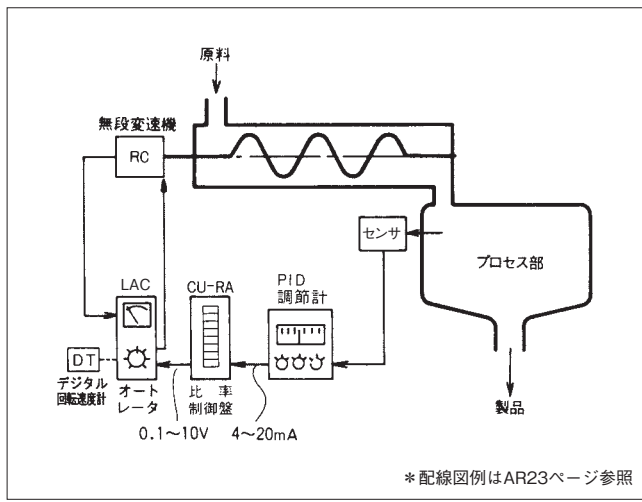 原料
無段変速機
RC
センサ
プロセス部
LAC
CU-RA
PID
調節計
DT
デジタル
回転速度計
オート
レータ
比率
制御盤
0.1~10V
4~20mA
製品
*配線図例はAR23ページ参照